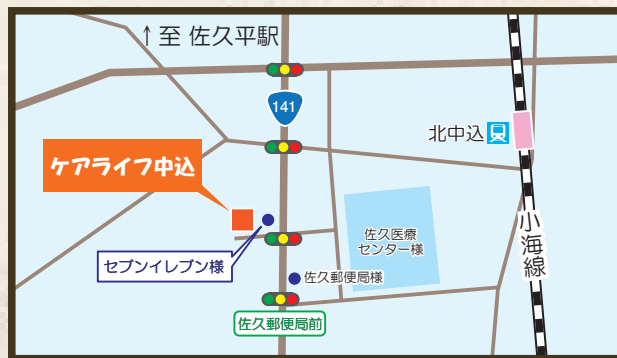 ↑至 佐久平駅
141
北中込
ケアライフ中込
小海線
佐久医療
センター様
セブンイレブン様
佐久郵便局様
佐久郵便局前